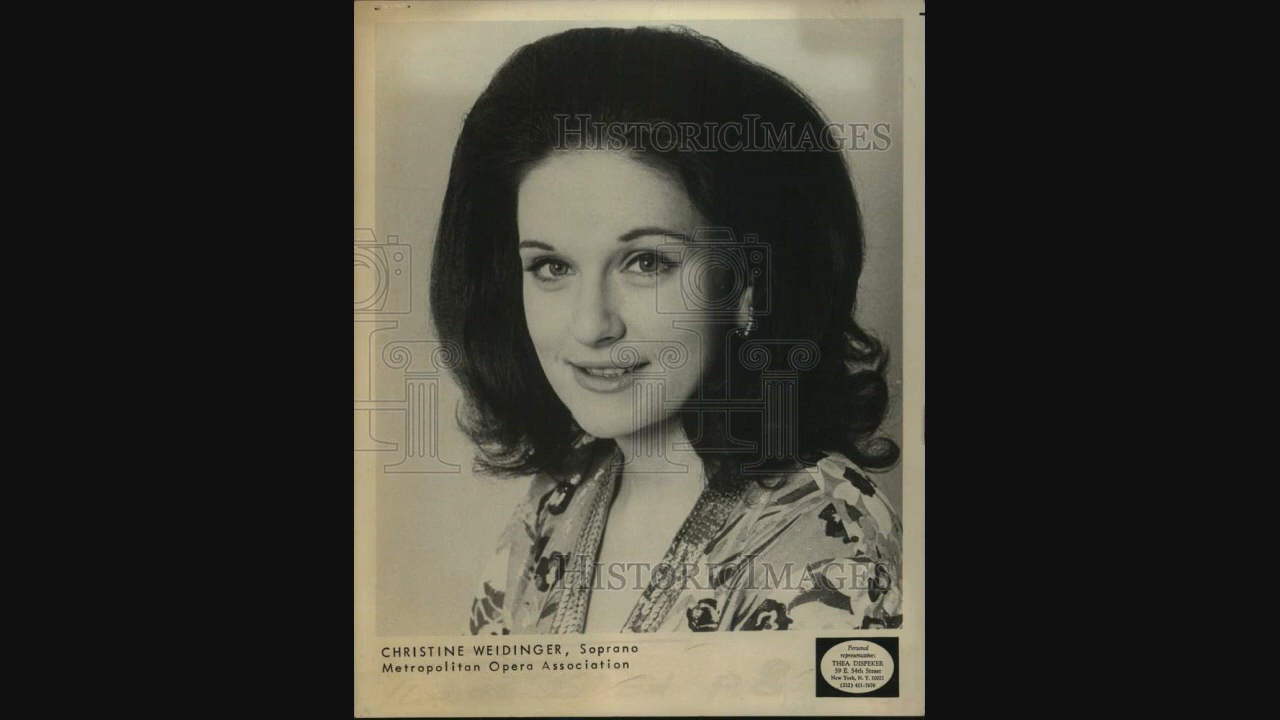 HISTORICIMAGES
HISTORICIMAGES
CHRISTINE WEIDINGER, Soprano
Metropolitan Opera Association
Personal
representative:
THEA DISPEKER
59 E. 54th Street
New York, N. Y. 10022